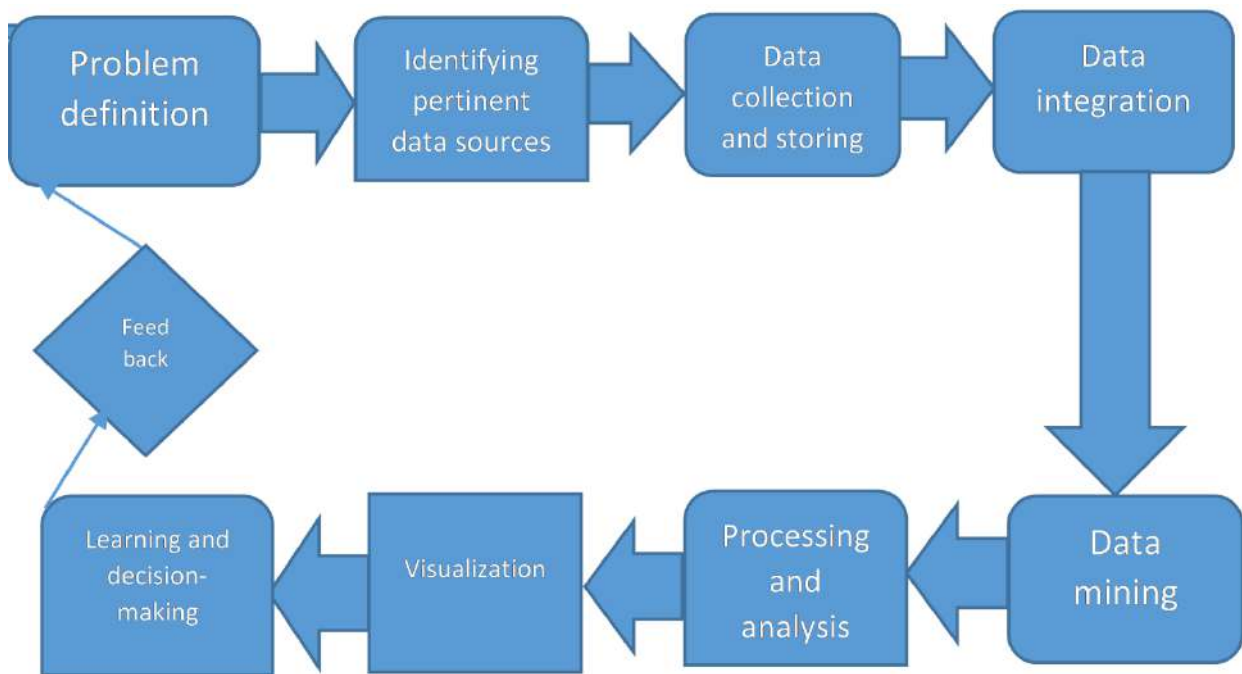 Problem
definition
Identifying
pertinent
data sources
Data
collection
and storing
Data
integration
Feed
back
Learning and
decision-
making
Visualization
Processing
and
analysis
Data
mining